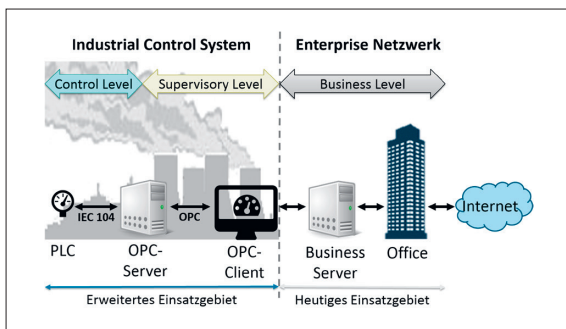 Industrial Control System
Enterprise Netzwerk
Control Level
Supervisory Level
Business Level
IEC 104
OPC
Internet
PLC
OPC-
Server
OPC-
Client
Business
Server
Office
Erweitertes Einsatzgebiet
Heutiges Einsatzgebiet